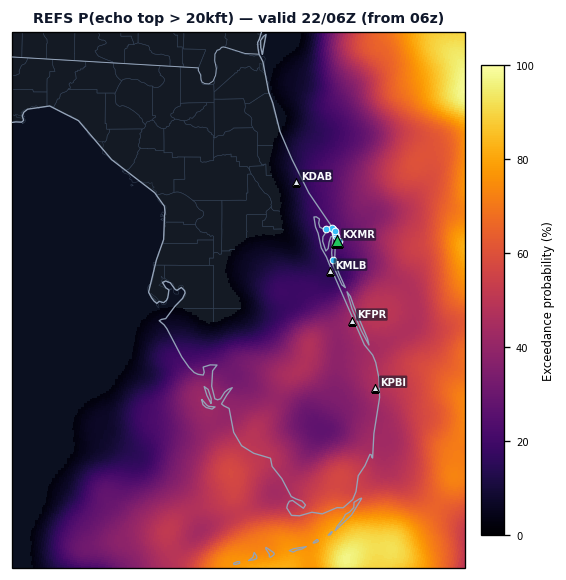 REFS P(echo top > 20kft) — valid 22/06Z (from 06z)
KDAB
KXMR
KMLB
KFPR
KPBI
100
80
60
40
20
0
Exceedance probability (%)